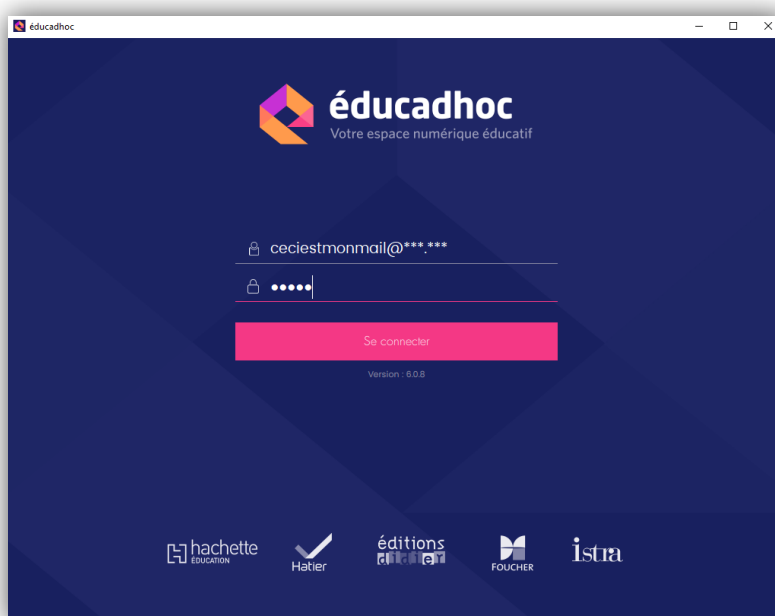 éducadhoc
éducadhoc
Votre espace numérique éducatif
ceciestmonmail@***.***
●●●●●
Se connecter
Version : 6.0.8
hachette
ÉDUCATION
Hatier
éditions
didier
FOUCHER
istra